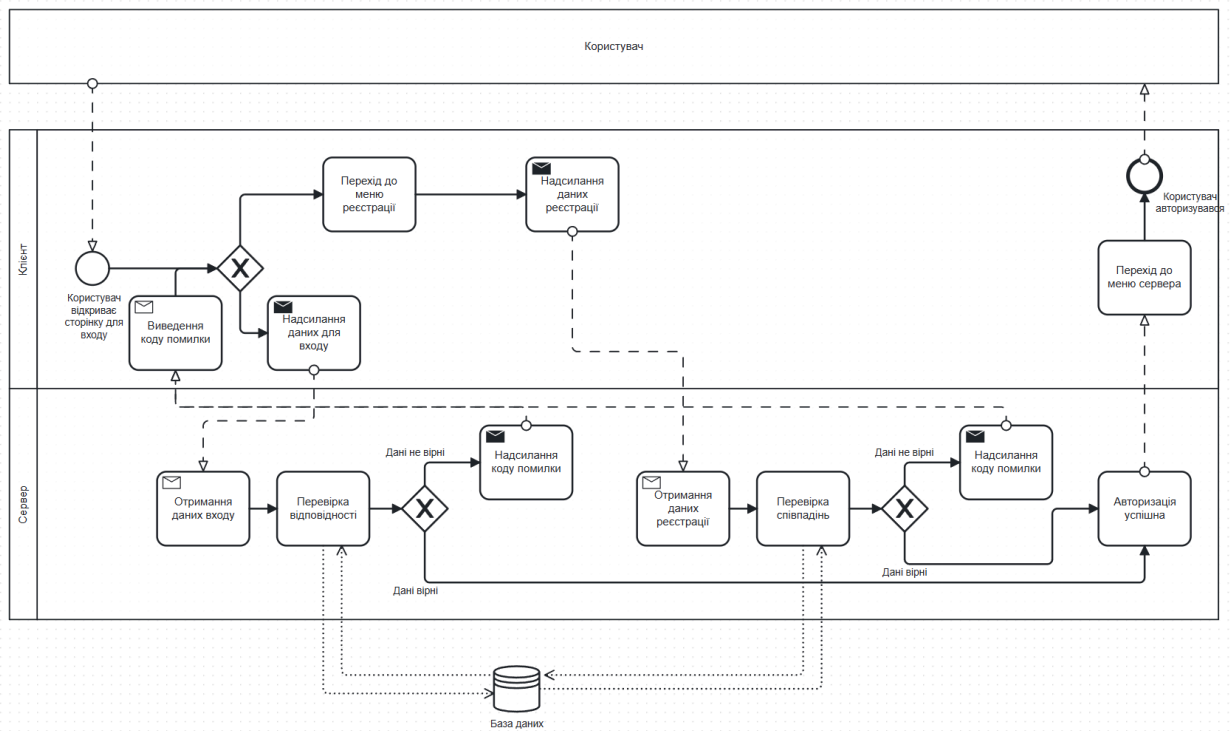 Користувач
Клієнт
Перехід до
меню
реєстрації
Надсилання
даних
реєстрації
Користувач
авторизувався
Користувач
відкриває
сторінку для
входу
Виведення
коду помилки
Надсилання
даних для
входу
Перехід до
меню сервера
Сервер
Отримання
даних входу
Перевірка
відповідності
Дані не вірні
Надсилання
коду помилки
Дані вірні
Отримання
даних
реєстрації
Перевірка
співпадінь
Дані не вірні
Надсилання
коду помилки
Дані вірні
Авторизація
успішна
База даних